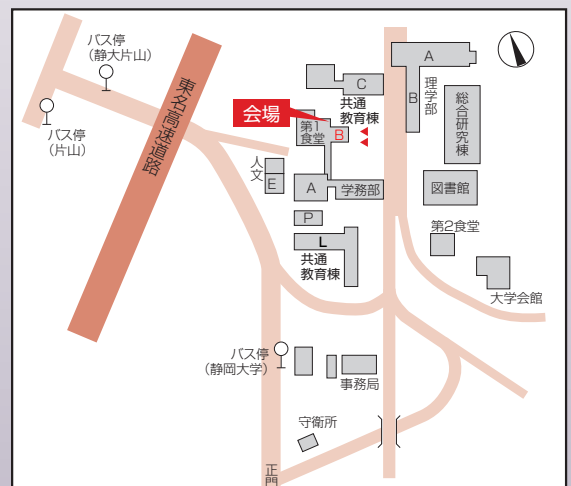 バス停
(静大片山)
バス停
(片山)
東名高速道路
A
B
理学部
C
共通
教育棟
総合研究棟
会場
第1
食堂
B
人文
E
A
学務部
図書館
P
L
共通
教育棟
第2食堂
大学会館
バス停
(静岡大学)
事務局
守衛所
正門